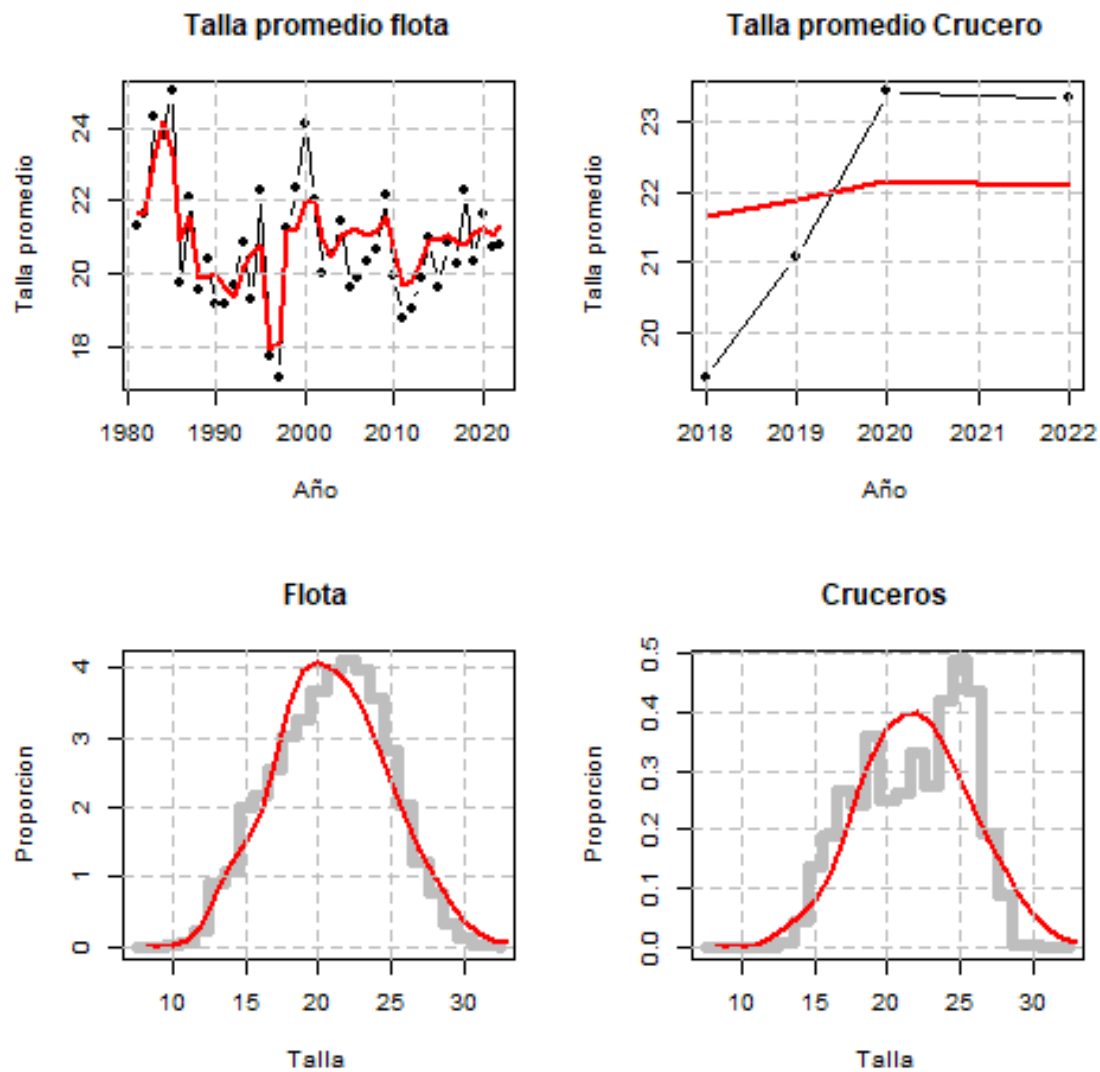 Talla promedio flota
Talla promedio
24
22
20
18
1980 1990 2000 2010 2020
Año
Talla promedio Crucero
Talla promedio
23
22
21
20
2018 2019 2020 2021 2022
Año
Flota
Proporcion
4
3
2
1
0
10 15 20 25 30
Talla
Cruceros
Proporcion
0.5
0.4
0.3
0.2
0.1
0.0
10 15 20 25 30
Talla